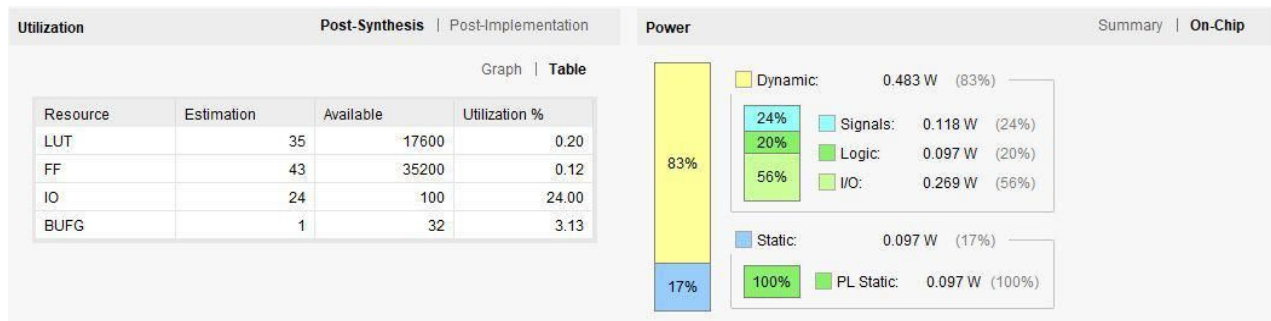 Utilization Post-Synthesis | Post-Implementation
Graph | Table
Resource Estimation Available Utilization %
LUT 35 17600 0.20
FF 43 35200 0.12
IO 24 100 24.00
BUFG 1 32 3.13
Power Summary | On-Chip
83%
17%
Dynamic: 0.483 W (83%)
24% Signals: 0.118 W (24%)
20% Logic: 0.097 W (20%)
56% I/O: 0.269 W (56%)
Static: 0.097 W (17%)
100% PL Static: 0.097 W (100%)